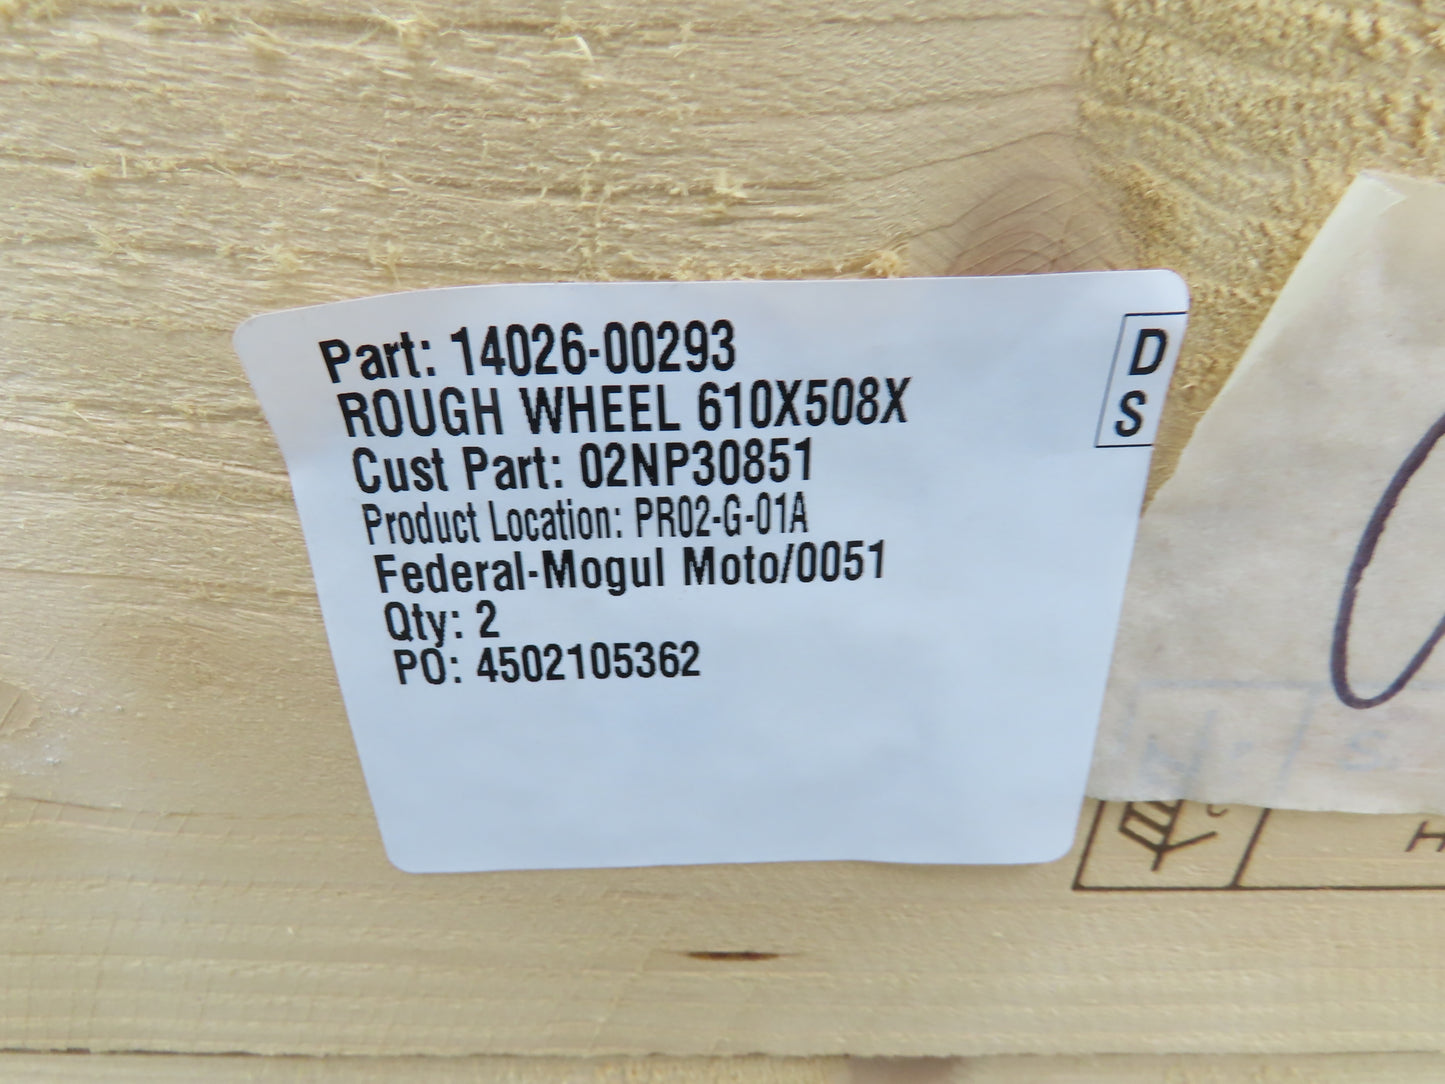 Part: 14026-00293
ROUGH WHEEL 610X508X
Cust Part: 02NP30851
Product Location: PR02-G-01A
Federal-Mogul Moto/0051
Qty: 2
PO: 4502105362
D
S
H